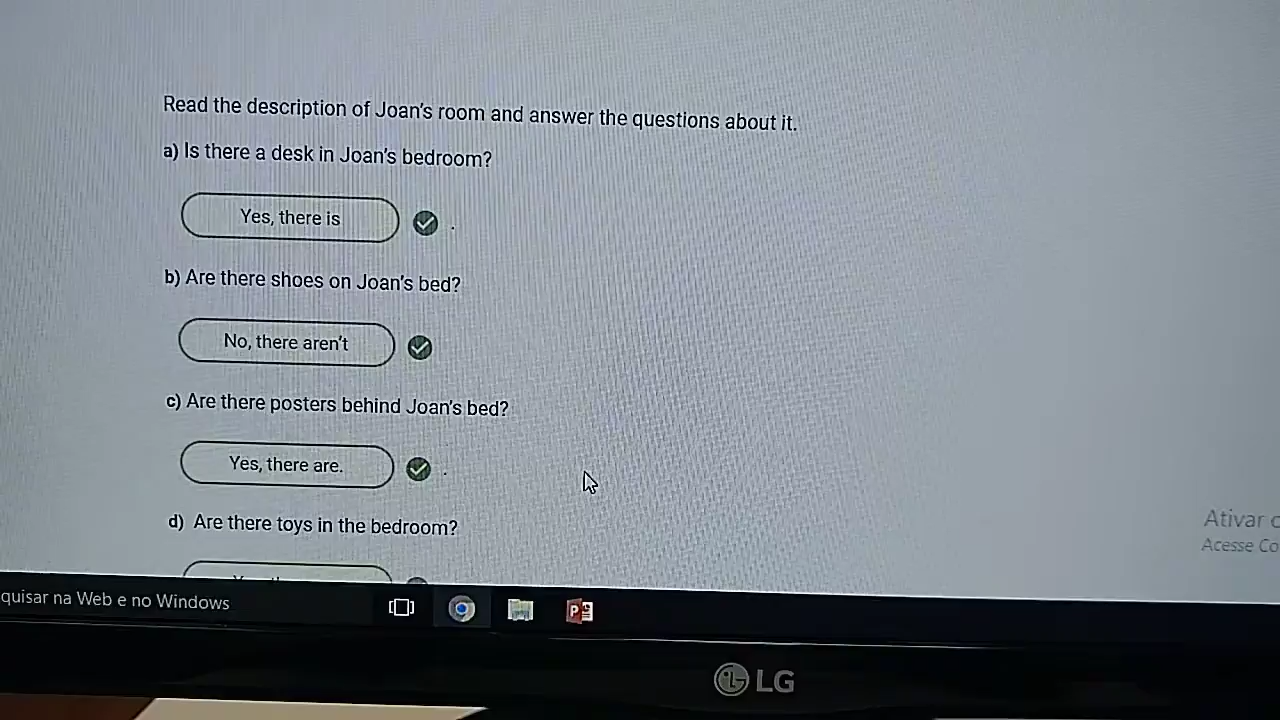 Read the description of Joan's room and answer the questions about it.
a) Is there a desk in Joan's bedroom?
Yes, there is
.
b) Are there shoes on Joan's bed?
No, there aren't
c) Are there posters behind Joan's bed?
Yes, there are.
.
d) Are there toys in the bedroom?
Ativar
Acesse Co
quisar na Web e no Windows
LG